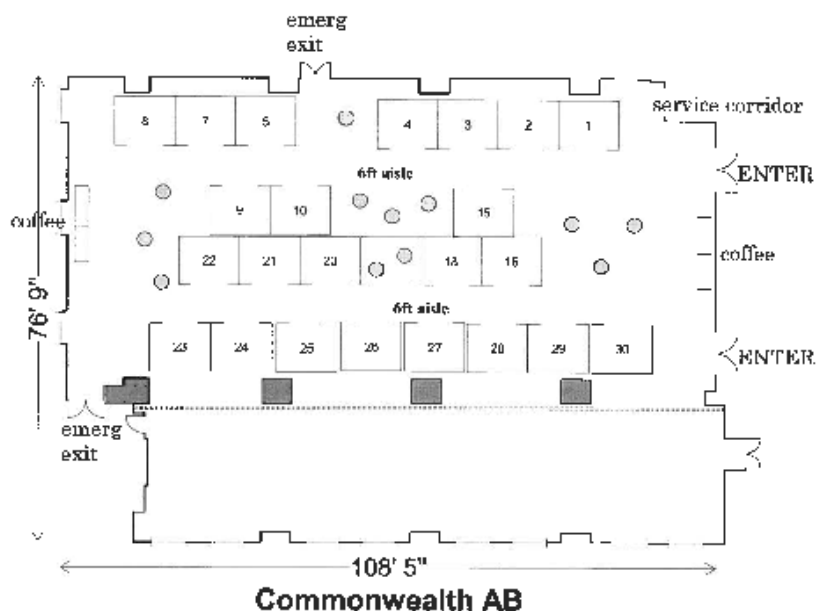 emerg
exit
service corridor
8 7 5 4 3 2 1
6ft aisle
ENTER
9 10 15
coffee
22 21 18 16
coffee
76' 9"
6ft aisle
23 24 25 26 27 28 29 30
ENTER
emerg
exit
108' 5"
Commonwealth AB